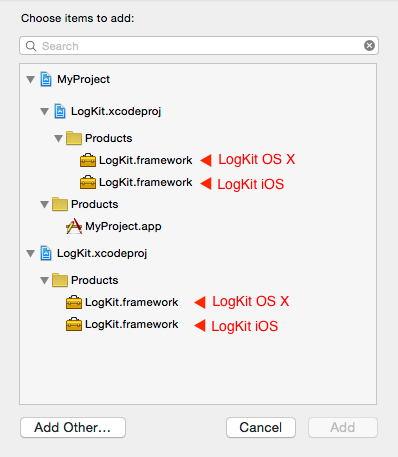 Choose items to add:
Search
MyProject
LogKit.xcodeproj
Products
LogKit.framework LogKit OS X
LogKit.framework LogKit iOS
Products
MyProject.app
LogKit.xcodeproj
Products
LogKit.framework LogKit OS X
LogKit.framework LogKit iOS
Add Other... Cancel Add